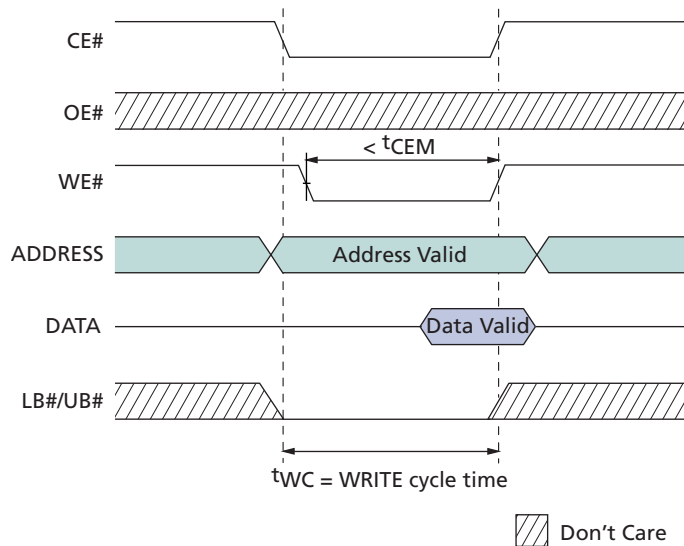 CE#
OE#
< tCEM
WE#
ADDRESS
Address Valid
DATA
Data Valid
LB#/UB#
tWC = WRITE cycle time
Don't Care